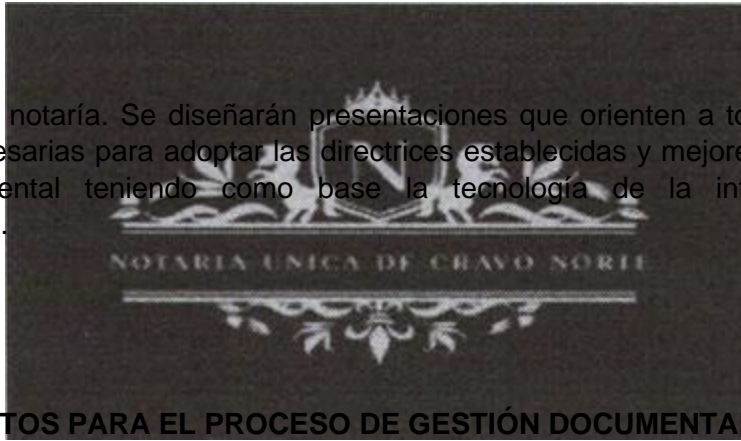 notaría. Se diseñarán presentaciones que orienten a to
esarias para adoptar las directrices establecidas y mejore
ental teniendo como base la tecnología de la inf
.
N
NOTARIA UNICA DE CRAVO NORTE
TOS PARA EL PROCESO DE GESTIÓN DOCUMENTA